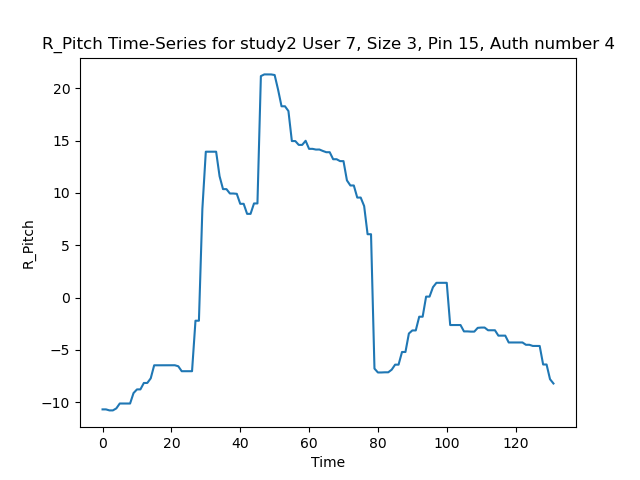 R_Pitch Time-Series for study2 User 7, Size 3, Pin 15, Auth number 4
20
15
10
5
0
−5
−10
R_Pitch
0 20 40 60 80 100 120
Time